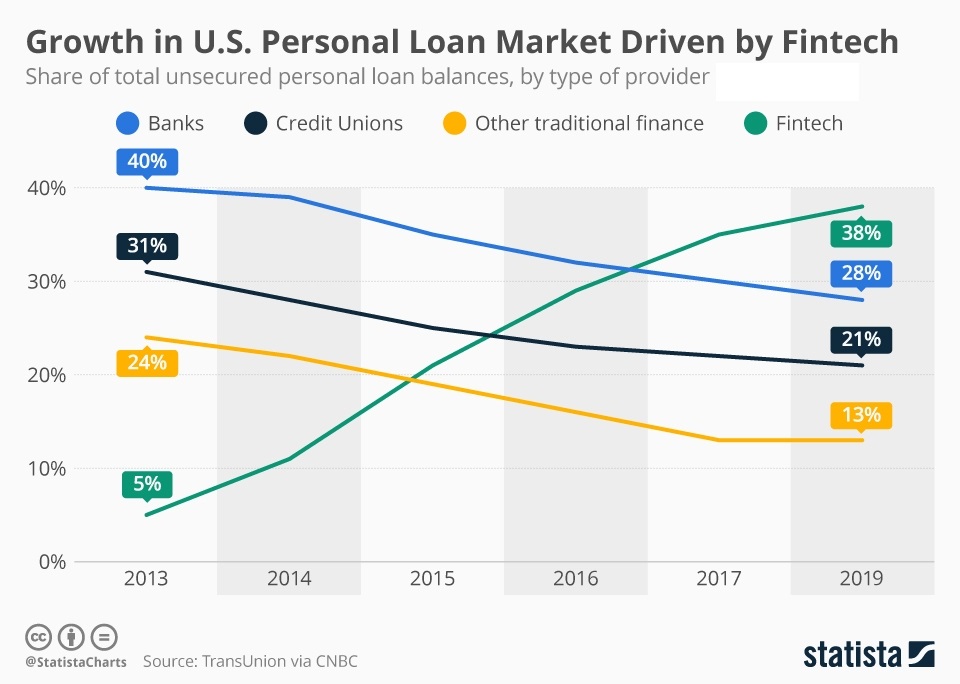 Growth in U.S. Personal Loan Market Driven by Fintech
Share of total unsecured personal loan balances, by type of provider
Banks Credit Unions Other traditional finance Fintech
40%
40%
31%
38%
30%
28%
24%
21%
20%
13%
10%
5%
0%
2013 2014 2015 2016 2017 2019
cc =
@StatistaCharts Source: TransUnion via CNBC
statista